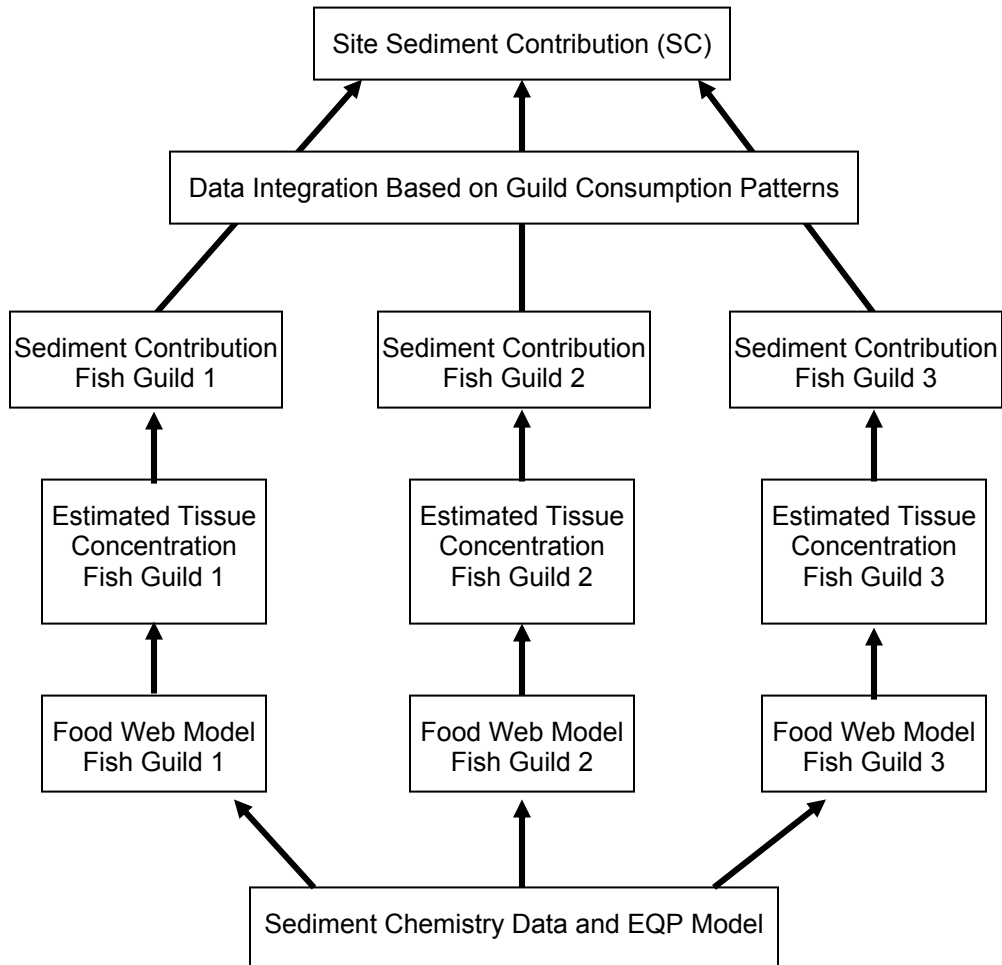 Site Sediment Contribution (SC)
Data Integration Based on Guild Consumption Patterns
Sediment Contribution
Fish Guild 1
Sediment Contribution
Fish Guild 2
Sediment Contribution
Fish Guild 3
Estimated Tissue
Concentration
Fish Guild 1
Estimated Tissue
Concentration
Fish Guild 2
Estimated Tissue
Concentration
Fish Guild 3
Food Web Model
Fish Guild 1
Food Web Model
Fish Guild 2
Food Web Model
Fish Guild 3
Sediment Chemistry Data and EQP Model